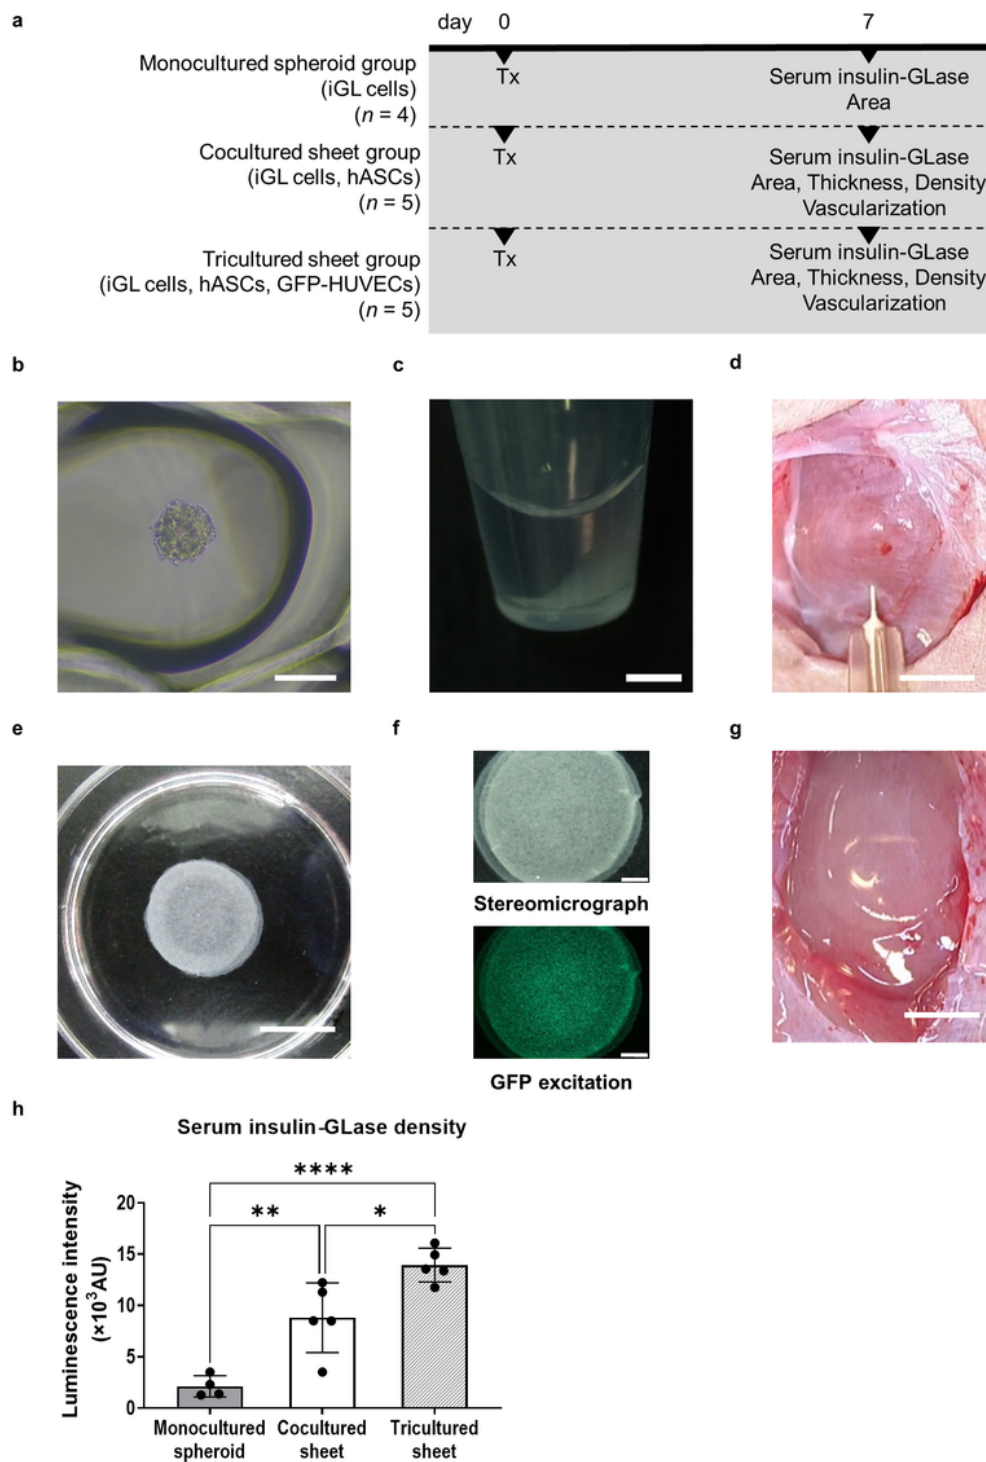 a
day 0 7
Monocultured spheroid group
(iGL cells)
(n = 4)
Tx
Serum insulin-GLase
Area
Cocultured sheet group
(iGL cells, hASCs)
(n = 5)
Tx
Serum insulin-GLase
Area, Thickness, Density
Vascularization
Tricultured sheet group
(iGL cells, hASCs, GFP-HUVECs)
(n = 5)
Tx
Serum insulin-GLase
Area, Thickness, Density
Vascularization
b
c
d
e
f
Stereomicrograph
GFP excitation
g
h
Serum insulin-GLase density
****
**
*
Luminescence intensity
(×10³AU)
20
15
10
5
0
Monocultured
spheroid
Cocultured
sheet
Tricultured
sheet